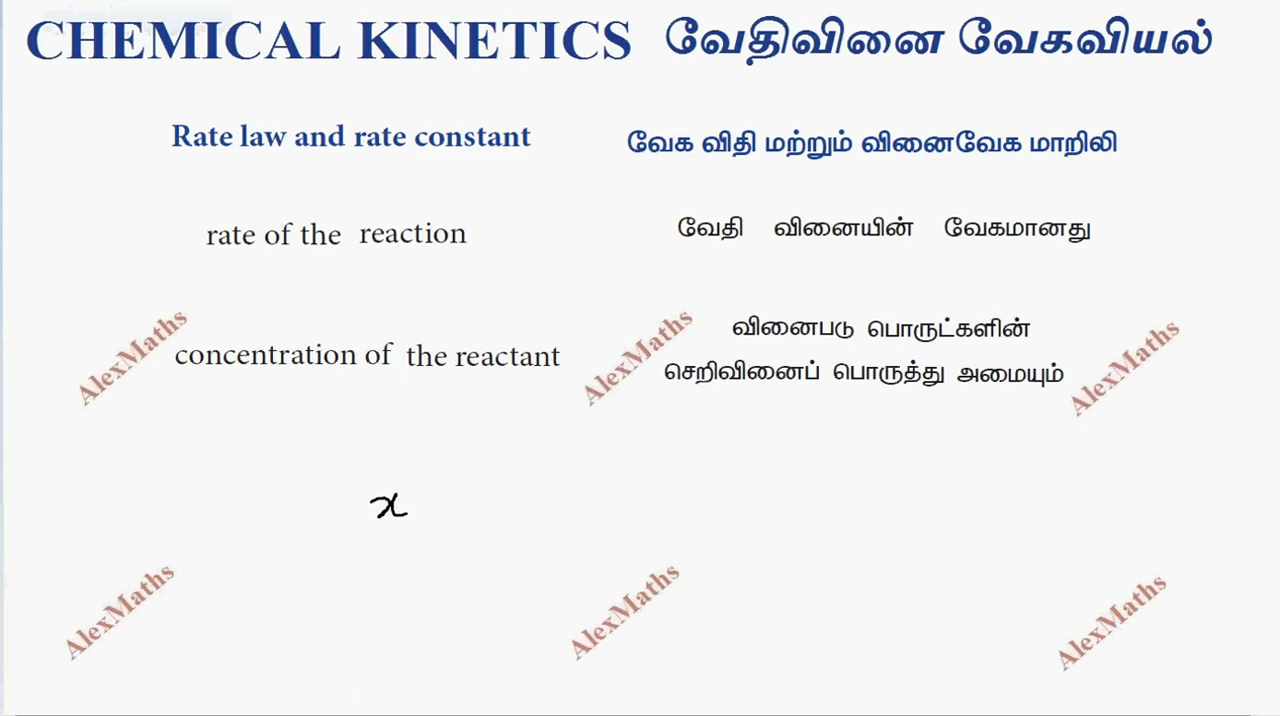 CHEMICAL KINETICS வேதிவினை வேகவியல்
Rate law and rate constant வேக விதி மற்றும் வினைவேக மாறிலி
rate of the reaction வேதி வினையின் வேகமானது
வினைபடு பொருட்களின்
concentration of the reactant செறிவினைப் பொருத்து அமையும்
AlexMaths AlexMaths AlexMaths
x
AlexMaths AlexMaths AlexMaths